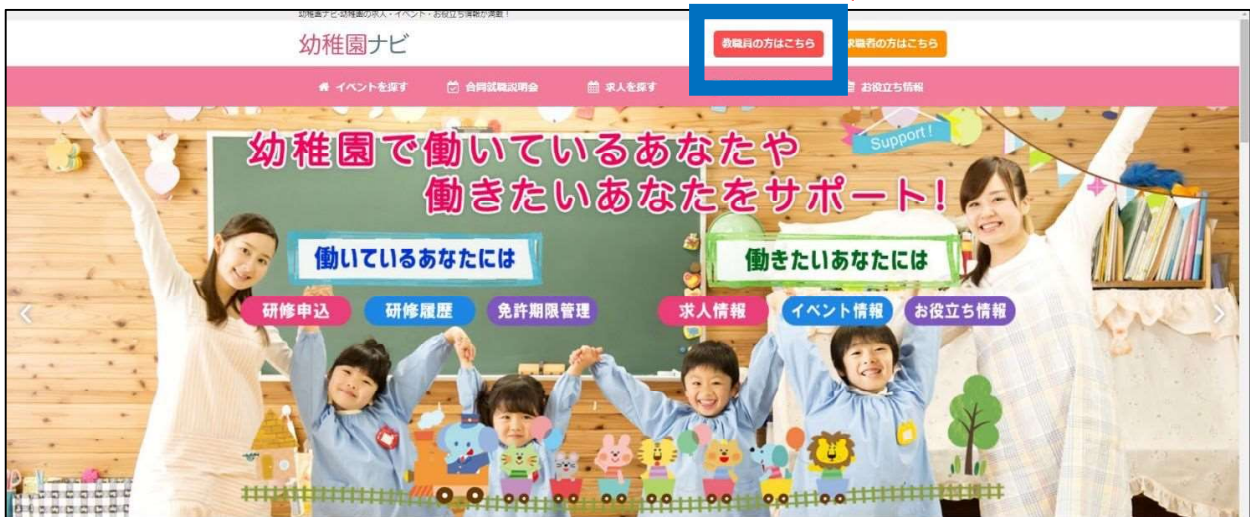 幼稚園ナビ-幼稚園の求人・イベント・お役立ち情報が満載！
幼稚園ナビ
教職員の方はこちら
求職者の方はこちら
イベントを探す
合同就職説明会
求人を探す
お役立ち情報
Support!
幼稚園で働いているあなたや
働きたいあなたをサポート!
働いているあなたには
働きたいあなたには
研修申込
研修履歴
免許期限管理
求人情報
イベント情報
お役立ち情報